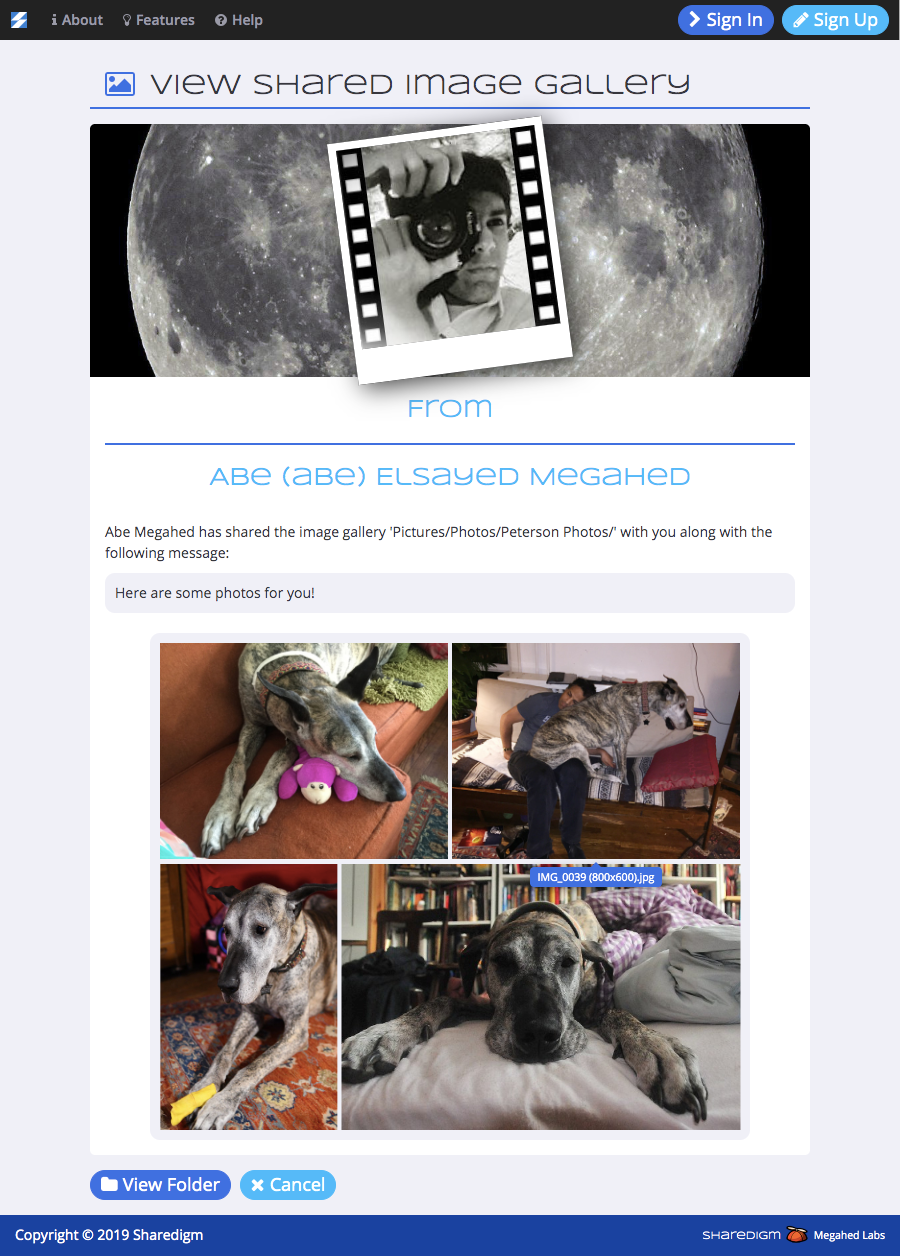 About Features Help Sign In Sign Up
View Shared Image Gallery
From
Abe (abe) Elsayed Megahed
Abe Megahed has shared the image gallery 'Pictures/Photos/Peterson Photos/' with you along with the
following message:
Here are some photos for you!
IMG_0039 (800x600).jpg
View Folder Cancel
Copyright © 2019 Sharedigm SHAREDIGM Megahed Labs